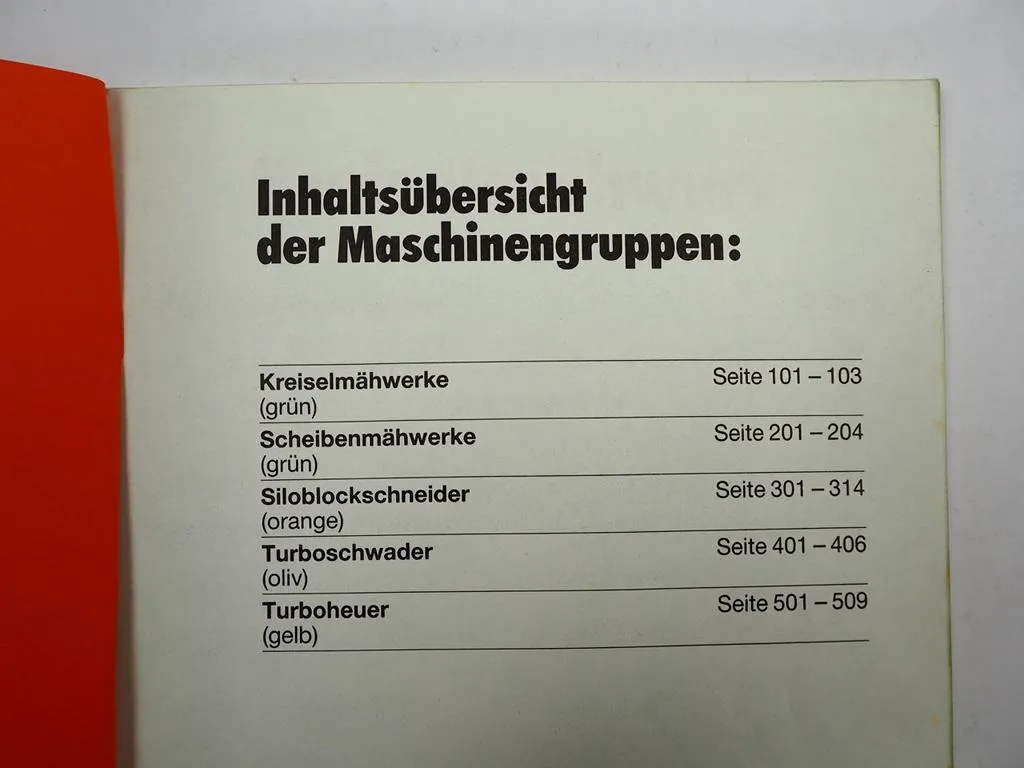 Inhaltsübersicht
der Maschinengruppen:
Kreiselmähwerke Seite 101 – 103
(grün)
Scheibenmähwerke Seite 201 – 204
(grün)
Siloblockschneider Seite 301 – 314
(orange)
Turboschwader Seite 401 – 406
(oliv)
Turboheuer Seite 501 – 509
(gelb)